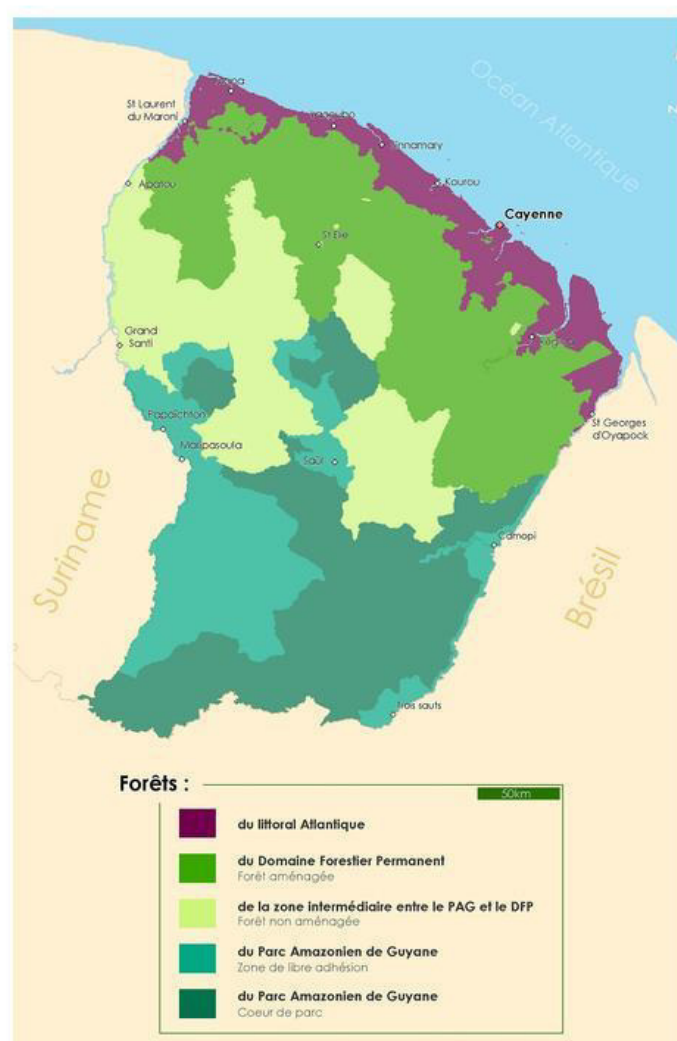 Océan Atlantique
St Laurent
du Maroni
Sinnamary
Kourou
Apatou
Cayenne
St Elie
Grand
Santi
Papaïchton
Maripasoula
Saül
St Georges
d'Oyapock
Camopi
Suriname
Brésil
Trois sauts
Forêts :
50km
du littoral Atlantique
du Domaine Forestier Permanent
Forêt aménagée
de la zone intermédiaire entre le PAG et le DFP
Forêt non aménagée
du Parc Amazonien de Guyane
Zone de libre adhésion
du Parc Amazonien de Guyane
Coeur de parc